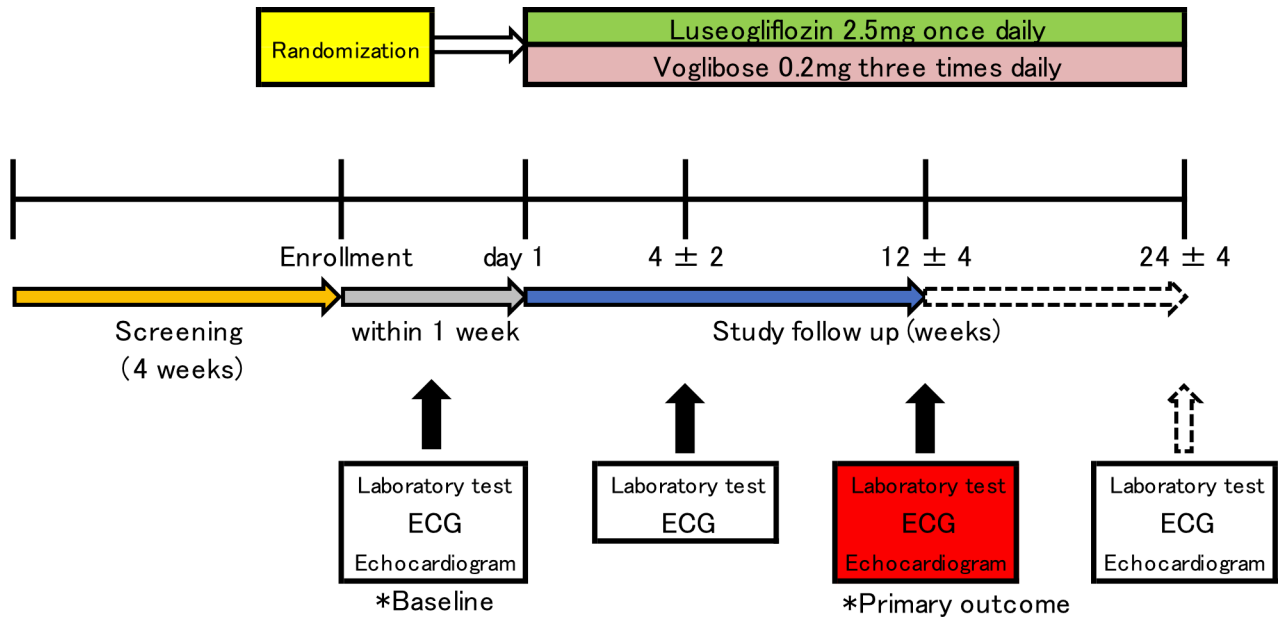 Randomization
Luseogliflozin 2.5mg once daily
Voglibose 0.2mg three times daily
Enrollment
day 1
4 ± 2
12 ± 4
24 ± 4
Screening
(4 weeks)
within 1 week
Study follow up (weeks)
Laboratory test
ECG
Echocardiogram
*Baseline
Laboratory test
ECG
Laboratory test
ECG
Echocardiogram
*Primary outcome
Laboratory test
ECG
Echocardiogram